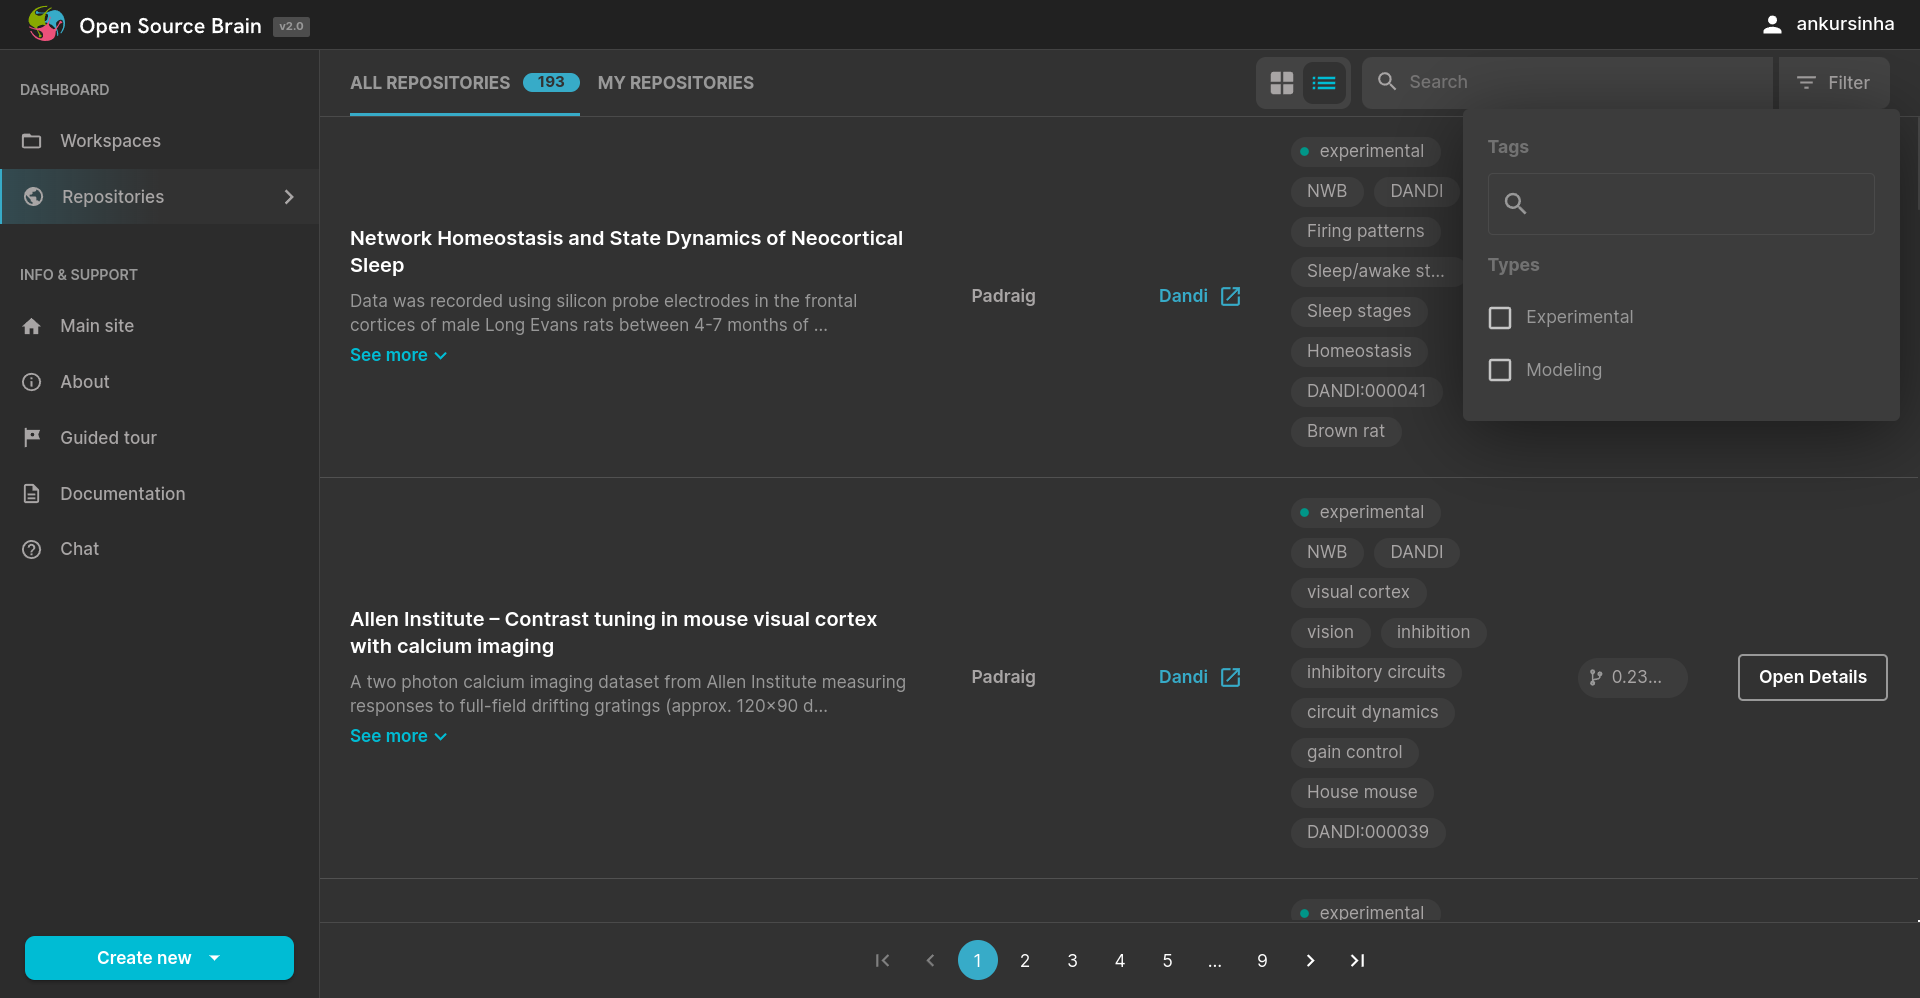 Open Source Brain v2.0
ankursinha
DASHBOARD
Workspaces
Repositories
INFO & SUPPORT
Main site
About
Guided tour
Documentation
Chat
Create new
ALL REPOSITORIES 193 MY REPOSITORIES
Search
Filter
Tags
Types
Experimental
Modeling
Network Homeostasis and State Dynamics of Neocortical
Sleep
Data was recorded using silicon probe electrodes in the frontal
cortices of male Long Evans rats between 4-7 months of ...
See more
Padraig
Dandi
experimental
NWB DANDI
Firing patterns
Sleep/awake st...
Sleep stages
Homeostasis
DANDI:000041
Brown rat
Allen Institute – Contrast tuning in mouse visual cortex
with calcium imaging
A two photon calcium imaging dataset from Allen Institute measuring
responses to full-field drifting gratings (approx. 120×90 d...
See more
Padraig
Dandi
experimental
NWB DANDI
visual cortex
vision inhibition
inhibitory circuits
circuit dynamics
gain control
House mouse
DANDI:000039
0.23...
Open Details
experimental
1 2 3 4 5 ... 9